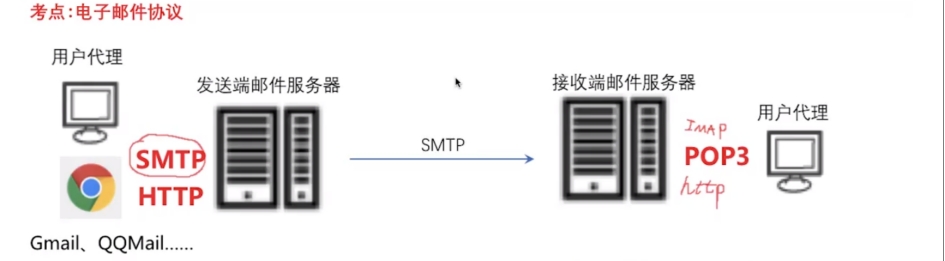 考点:电子邮件协议
用户代理
发送端邮件服务器
接收端邮件服务器
用户代理
SMTP
HTTP
SMTP
IMAP
POP3
http
Gmail、QQMail......